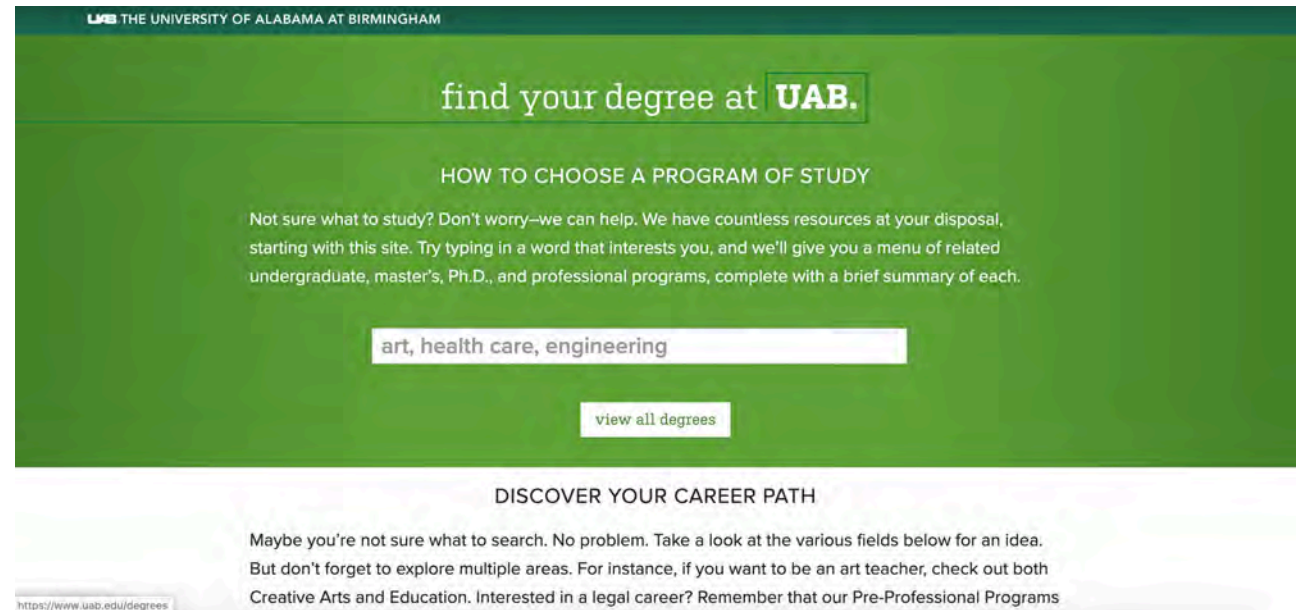 UAB THE UNIVERSITY OF ALABAMA AT BIRMINGHAM
find your degree at UAB.
HOW TO CHOOSE A PROGRAM OF STUDY
Not sure what to study? Don't worry–we can help. We have countless resources at your disposal,
starting with this site. Try typing in a word that interests you, and we'll give you a menu of related
undergraduate, master's, Ph.D., and professional programs, complete with a brief summary of each.
art, health care, engineering
view all degrees
DISCOVER YOUR CAREER PATH
Maybe you're not sure what to search. No problem. Take a look at the various fields below for an idea.
But don't forget to explore multiple areas. For instance, if you want to be an art teacher, check out both
Creative Arts and Education. Interested in a legal career? Remember that our Pre-Professional Programs
https://www.uab.edu/degrees